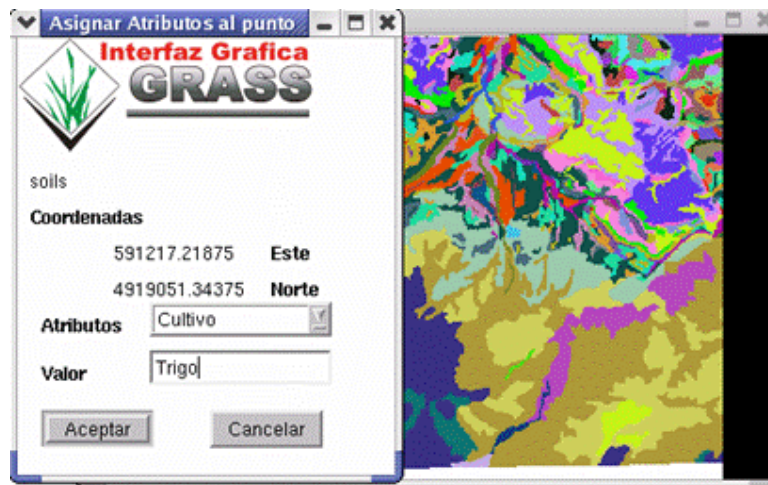 Asignar Atributos al punto
Interfaz Grafica
GRASS
soils
Coordenadas
591217.21875 Este
4919051.34375 Norte
Atributos Cultivo
Valor Trigo
Aceptar Cancelar